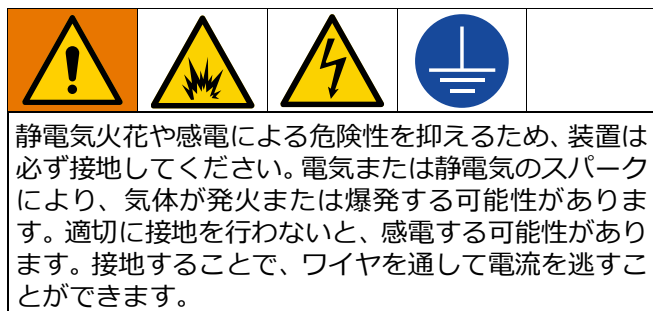 静電気火花や感電による危険性を抑えるため、装置は
必ず接地してください。電気または静電気のスパーク
により、気体が発火または爆発する可能性がありま
す。適切に接地を行わないと、感電する可能性があり
ます。接地することで、ワイヤを通して電流を逃すこ
とができます。